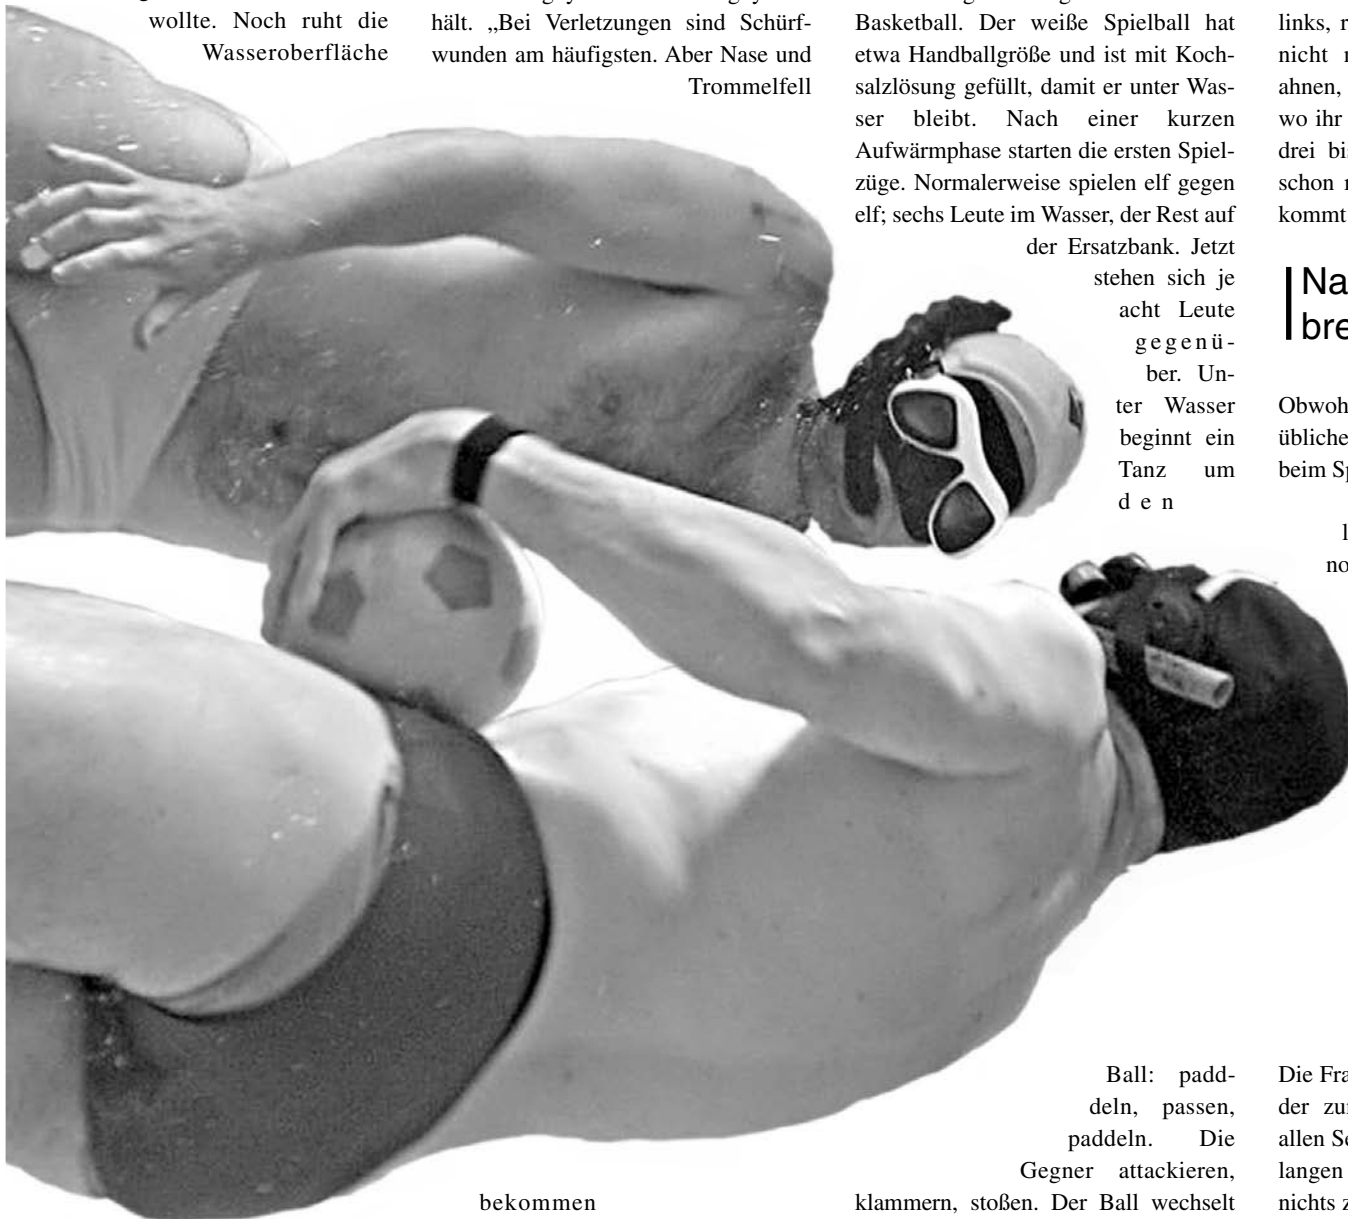 wollte. Noch ruht die
Wasseroberfläche
hält. „Bei Verletzungen sind Schürf-
wunden am häufigsten. Aber Nase und
Trommelfell
bekommen
Basketball. Der weiße Spielball hat
etwa Handballgröße und ist mit Koch-
salzlösung gefüllt, damit er unter Was-
ser bleibt. Nach einer kurzen
Aufwärmphase starten die ersten Spiel-
züge. Normalerweise spielen elf gegen
elf; sechs Leute im Wasser, der Rest auf
der Ersatzbank. Jetzt
stehen sich je
acht Leute
gegenü-
ber. Un-
ter Wasser
beginnt ein
Tanz um
den
Ball: padd-
deln, passen,
paddeln. Die
Gegner attackieren,
klammern, stoßen. Der Ball wechselt
links,
nicht
ahnen,
wo ihr
drei
schon
kommt
Na
bre
Obwoh
übliche
beim
no
Die Fra
der
allen
langen
nichts